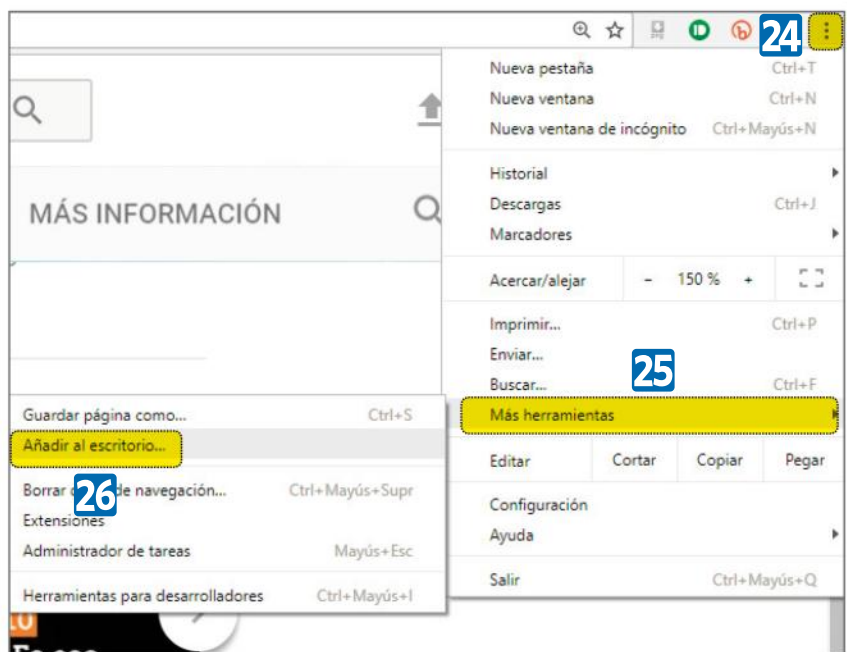 24
Nueva pestaña Ctrl+T
Nueva ventana Ctrl+N
Nueva ventana de incógnito Ctrl+Mayús+N
Historial
Descargas Ctrl+J
Marcadores
Acercar/alejar - 150 % +
Imprimir... Ctrl+P
Enviar...
25
Buscar... Ctrl+F
Más herramientas
Editar Cortar Copiar Pegar
Configuración
Ayuda
Salir Ctrl+Mayús+Q
MÁS INFORMACIÓN
Guardar página como... Ctrl+S
Añadir al escritorio...
26
Borrar de navegación... Ctrl+Mayús+Supr
Extensiones
Administrador de tareas Mayús+Esc
Herramientas para desarrolladores Ctrl+Mayús+I